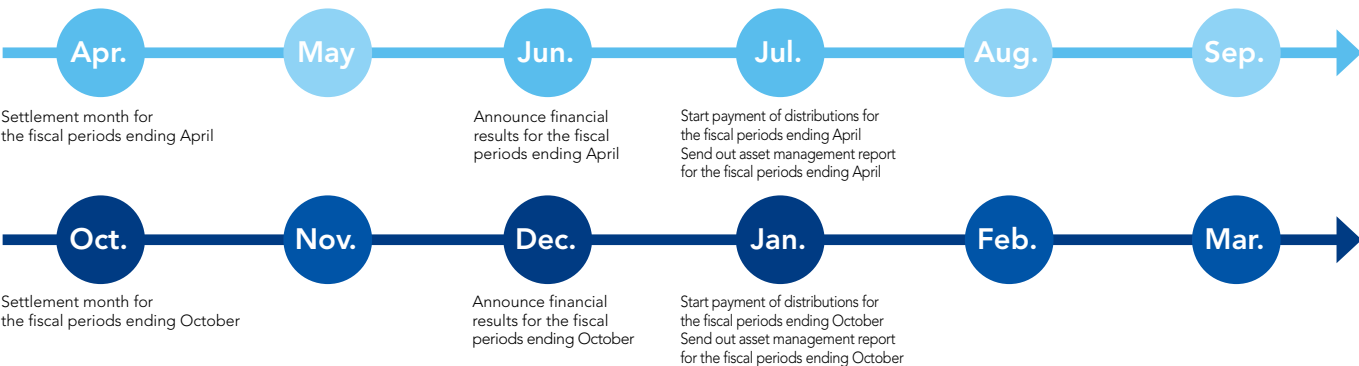 Apr.
May
Jun.
Jul.
Aug.
Sep.
Settlement month for
the fiscal periods ending April
Announce financial
results for the fiscal
periods ending April
Start payment of distributions for
the fiscal periods ending April
Send out asset management report
for the fiscal periods ending April
Oct.
Nov.
Dec.
Jan.
Feb.
Mar.
Settlement month for
the fiscal periods ending October
Announce financial
results for the fiscal
periods ending October
Start payment of distributions for
the fiscal periods ending October
Send out asset management report
for the fiscal periods ending October